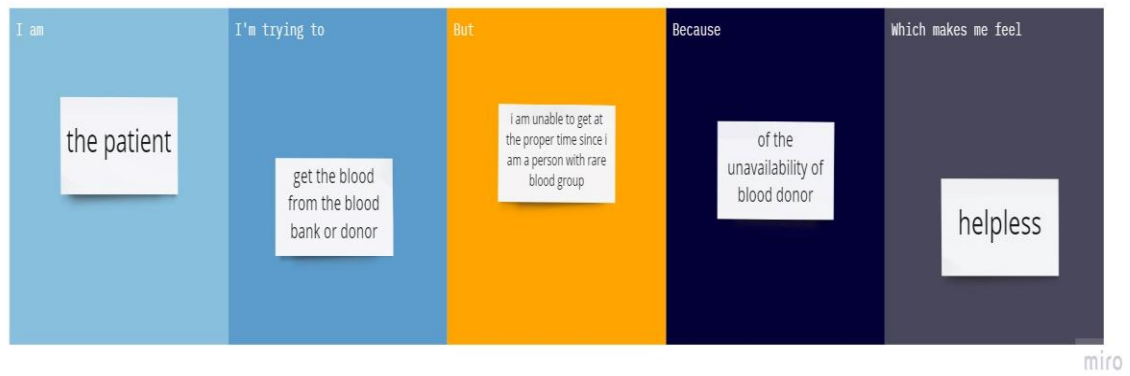 I am
the patient
I'm trying to
get the blood
from the blood
bank or donor
But
i am unable to get at
the proper time since i
am a person with rare
blood group
Because
of the
unavailability of
blood donor
Which makes me feel
helpless
miro